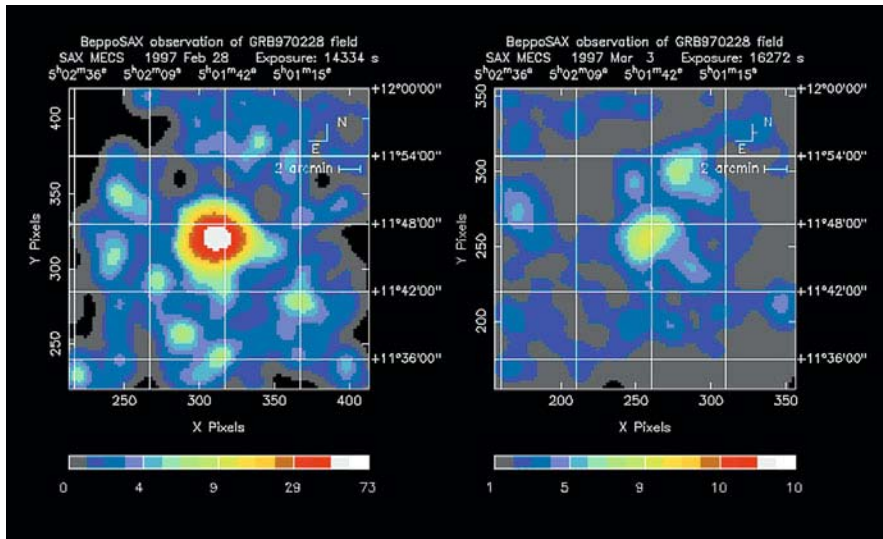 BeppoSAX observation of GRB970228 field
SAX MECS 1997 Feb 28 Exposure: 14334 s
5ʰ02ᵐ36ˢ 5ʰ02ᵐ09ˢ 5ʰ01ᵐ42ˢ 5ʰ01ᵐ15ˢ
+12°00'00"
+11°54'00"
+11°48'00"
+11°42'00"
+11°36'00"
N
E
2 arcmin
400
350
300
250
Y Pixels
250 300 350 400
X Pixels
0 4 9 29 73
BeppoSAX observation of GRB970228 field
SAX MECS 1997 Mar 3 Exposure: 16272 s
5ʰ02ᵐ36ˢ 5ʰ02ᵐ09ˢ 5ʰ01ᵐ42ˢ 5ʰ01ᵐ15ˢ
+12°00'00"
+11°54'00"
+11°48'00"
+11°42'00"
+11°36'00"
N
E
2 arcmin
350
300
250
200
Y Pixels
200 250 300 350
X Pixels
1 5 9 10 10